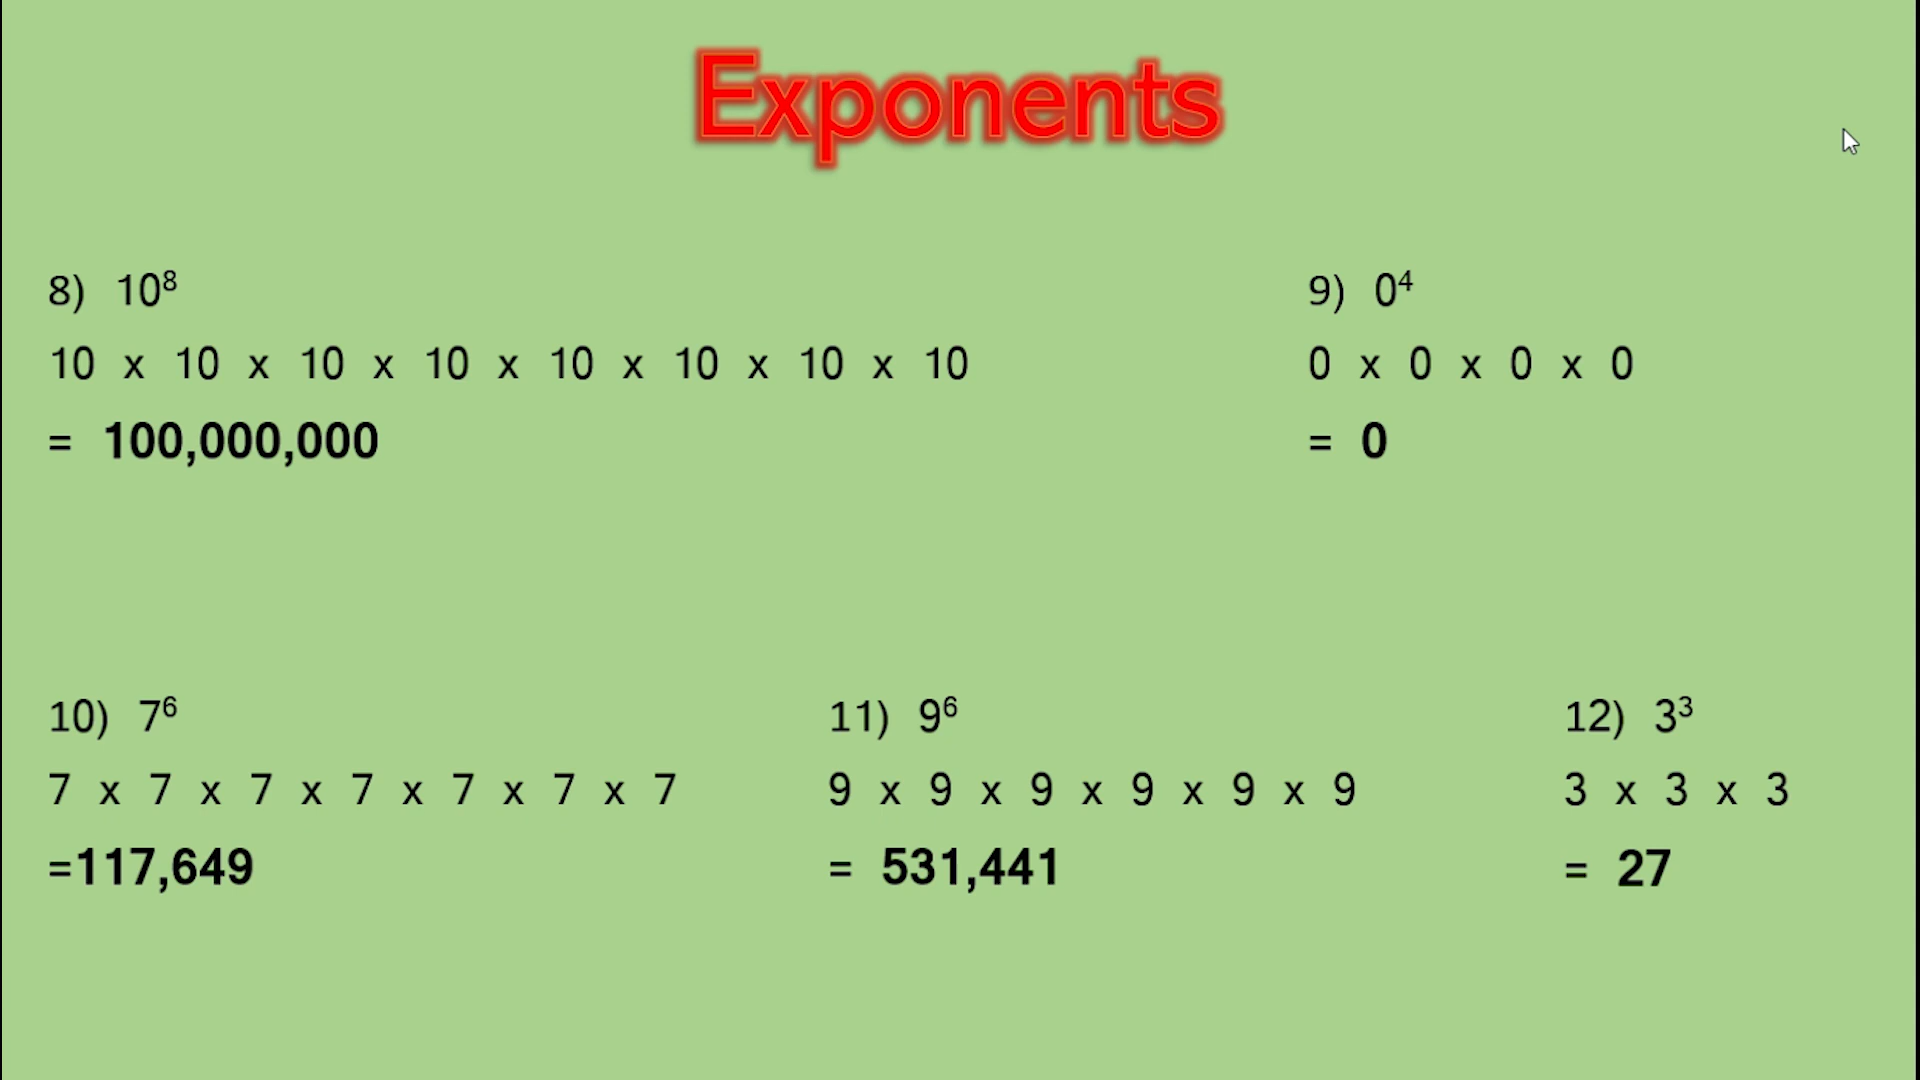 Exponents
8) 10⁸
10 x 10 x 10 x 10 x 10 x 10 x 10 x 10
= 100,000,000
9) 0⁴
0 x 0 x 0 x 0
= 0
10) 7⁶
7 x 7 x 7 x 7 x 7 x 7 x 7
=117,649
11) 9⁶
9 x 9 x 9 x 9 x 9 x 9
= 531,441
12) 3³
3 x 3 x 3
= 27